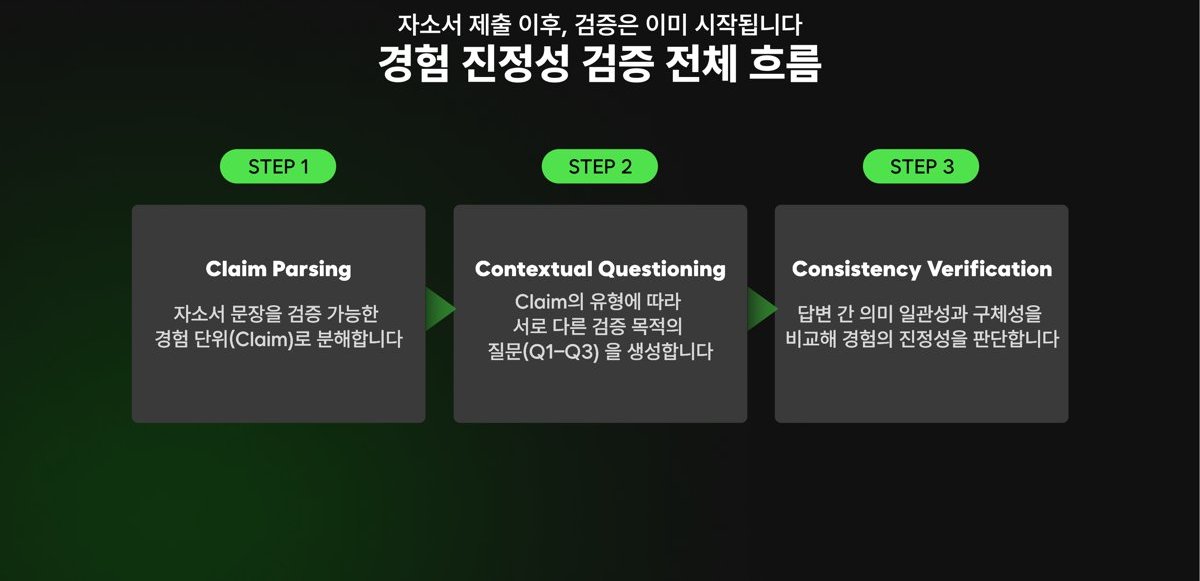 자소서 제출 이후, 검증은 이미 시작됩니다
경험 진정성 검증 전체 흐름
STEP 1
Claim Parsing
자소서 문장을 검증 가능한
경험 단위(Claim)로 분해합니다
STEP 2
Contextual Questioning
Claim의 유형에 따라
서로 다른 검증 목적의
질문(Q1–Q3) 을 생성합니다
STEP 3
Consistency Verification
답변 간 의미 일관성과 구체성을
비교해 경험의 진정성을 판단합니다